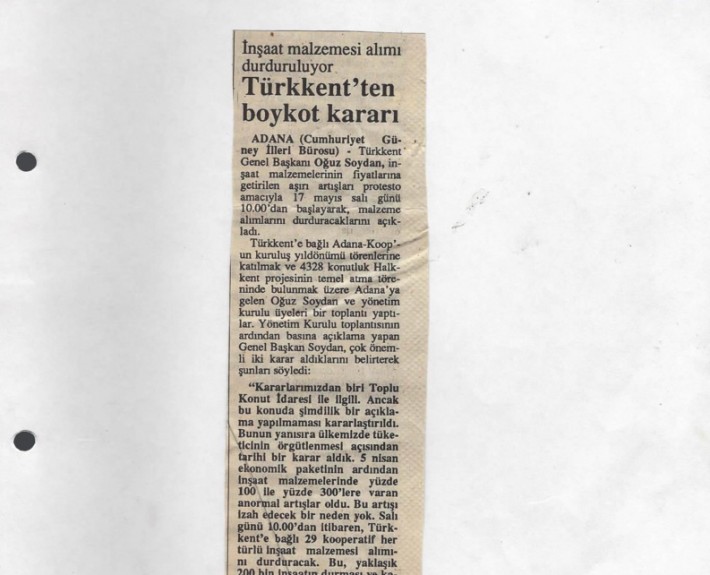 İnşaat malzemesi alımı
durduruluyor
Türkkent'ten
boykot kararı
ADANA (Cumhuriyet Gü-
ney İlleri Bürosu) - Türkkent
Genel Başkanı Oğuz Soydan, in-
şaat malzemelerinin fiyatlarına
getirilen aşırı artışları protesto
amacıyla 17 mayıs salı günü
10.00'dan başlayarak, malzeme
alımlarını durduracaklarını açık-
ladı.
Türkkent'e bağlı Adana-Koop'-
un kuruluş yıldönümü törenlerine
katılmak ve 4328 konutluk Halk-
kent projesinin temel atma töre-
ninde bulunmak üzere Adana'ya
gelen Oğuz Soydan ve yönetim
kurulu üyeleri bir toplantı yaptı-
lar. Yönetim Kurulu toplantısının
ardından basına açıklama yapan
Genel Başkan Soydan, çok önem-
li iki karar aldıklarını belirterek
şunları söyledi:
"Kararlarımızdan biri Toplu
Konut İdaresi ile ilgili. Ancak
bu konuda şimdilik bir açıkla-
ma yapılmaması kararlaştırıldı.
Bunun yanısıra ülkemizde tüke-
ticinin örgütlenmesi açısından
tarihi bir karar aldık. 5 nisan
ekonomik paketinin ardından
inşaat malzemelerinde yüzde
100 ile yüzde 300'lere varan
anormal artışlar oldu. Bu artışı
izah edecek bir neden yok. Salı
günü 10.00'dan itibaren, Türk-
kent'e bağlı 29 kooperatif her
türlü inşaat malzemesi alımı-
nı durduracak. Bu, yaklaşık
200 bin inşaatın durması ve ka-